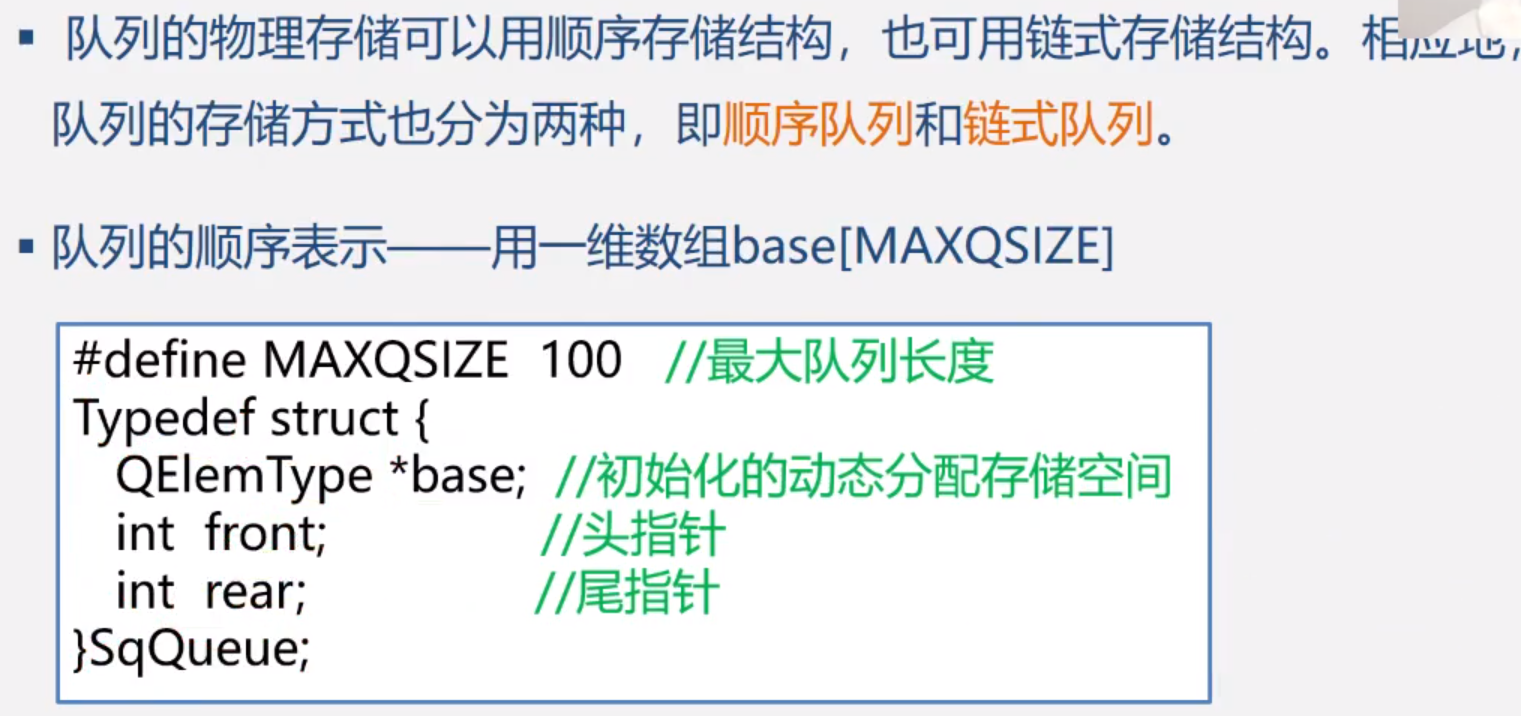 ▪ 队列的物理存储可以用顺序存储结构，也可用链式存储结构。相应地，
队列的存储方式也分为两种，即顺序队列和链式队列。
▪ 队列的顺序表示——用一维数组base[MAXQSIZE]
#define MAXQSIZE 100 //最大队列长度
Typedef struct {
QElemType *base; //初始化的动态分配存储空间
int front; //头指针
int rear; //尾指针
}SqQueue;